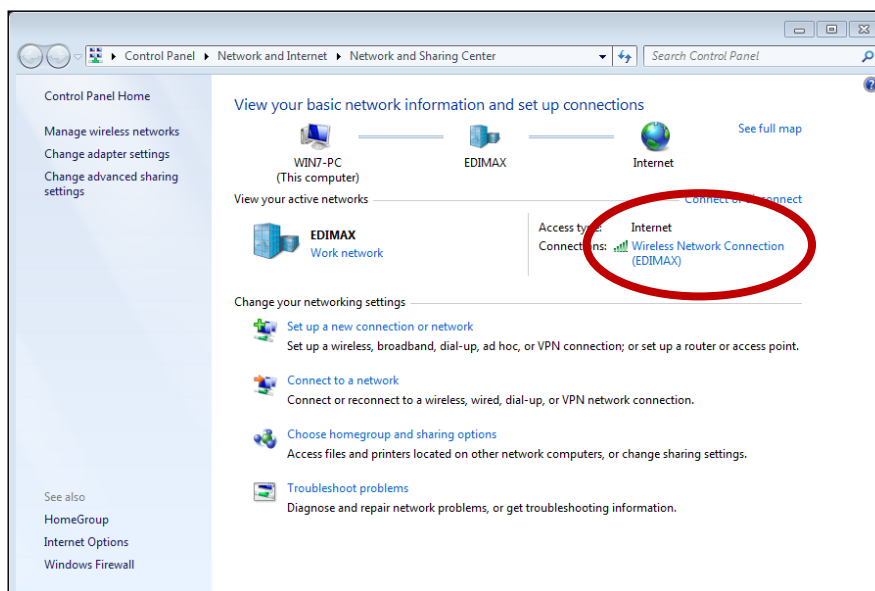 Control Panel ▸ Network and Internet ▸ Network and Sharing Center
Search Control Panel
Control Panel Home
Manage wireless networks
Change adapter settings
Change advanced sharing
settings
See also
HomeGroup
Internet Options
Windows Firewall
View your basic network information and set up connections
See full map
WIN7-PC
(This computer)
EDIMAX
Internet
View your active networks
Connect or disconnect
EDIMAX
Work network
Access type: Internet
Connections: Wireless Network Connection
(EDIMAX)
Change your networking settings
Set up a new connection or network
Set up a wireless, broadband, dial-up, ad hoc, or VPN connection; or set up a router or access point.
Connect to a network
Connect or reconnect to a wireless, wired, dial-up, or VPN network connection.
Choose homegroup and sharing options
Access files and printers located on other network computers, or change sharing settings.
Troubleshoot problems
Diagnose and repair network problems, or get troubleshooting information.